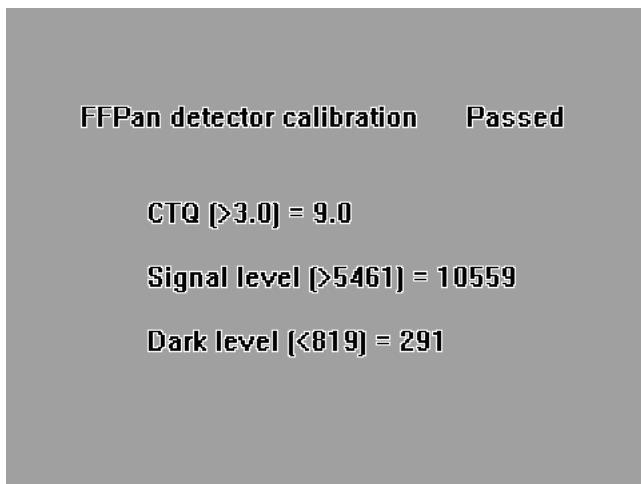 FFPan detector calibration Passed
CTQ (>3.0) = 9.0
Signal level (>5461) = 10559
Dark level (<819) = 291